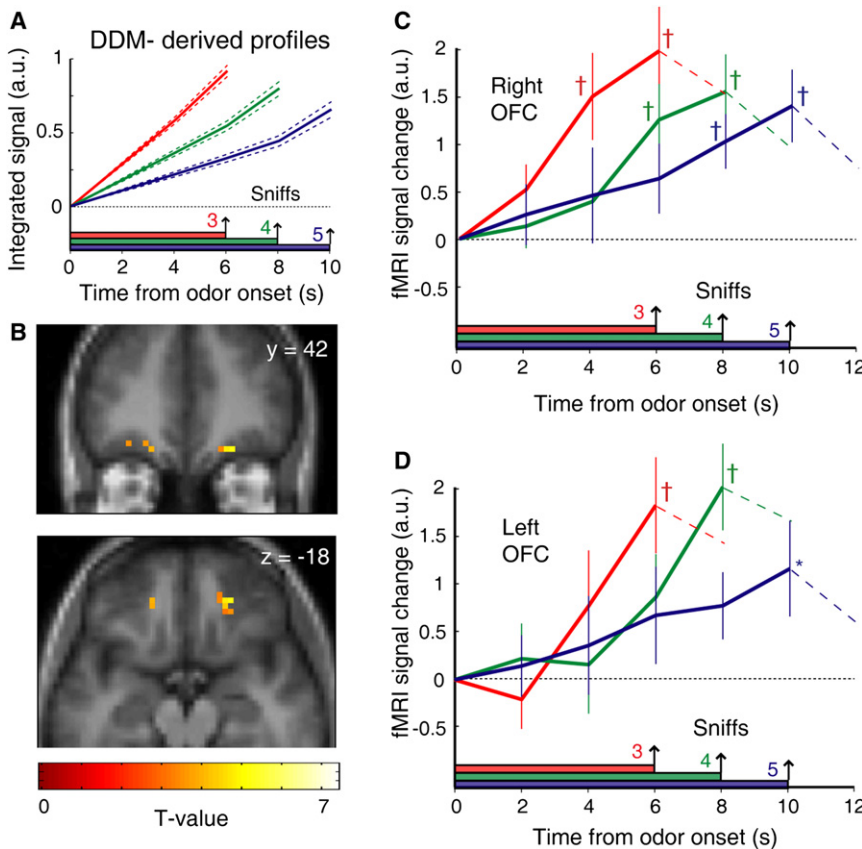 A
DDM- derived profiles
Integrated signal (a.u.)
1
0.5
0
Sniffs
3
4
5
0 2 4 6 8 10
Time from odor onset (s)
B
y = 42
z = -18
0 7
T-value
C
fMRI signal change (a.u.)
2
1.5
1
0.5
0
-0.5
Right
OFC
†
†
†
†
†
†
Sniffs
3
4
5
0 2 4 6 8 10 12
Time from odor onset (s)
D
fMRI signal change (a.u.)
2
1.5
1
0.5
0
-0.5
Left
OFC
†
†
*
Sniffs
3
4
5
0 2 4 6 8 10 12
Time from odor onset (s)